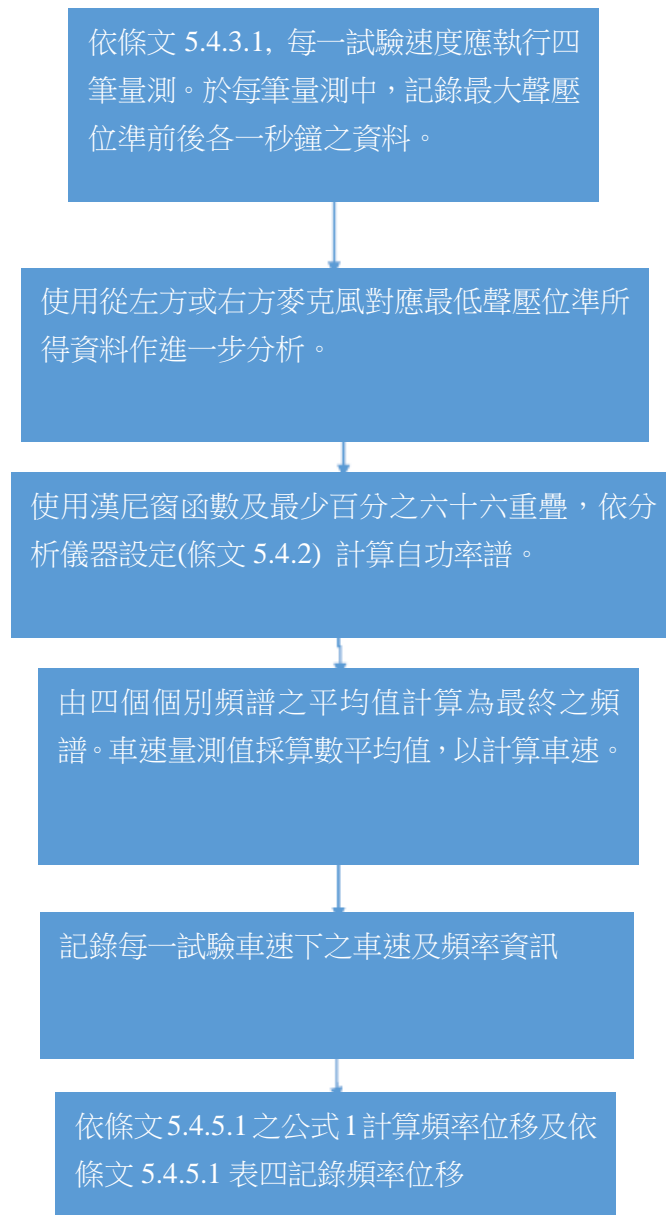 依條文 5.4.3.1, 每一試驗速度應執行四
筆量測。於每筆量測中，記錄最大聲壓
位準前後各一秒鐘之資料。
使用從左方或右方麥克風對應最低聲壓位準所
得資料作進一步分析。
使用漢尼窗函數及最少百分之六十六重疊，依分
析儀器設定(條文 5.4.2) 計算自功率譜。
由四個個別頻譜之平均值計算為最終之頻
譜。車速量測值採算數平均值，以計算車速。
記錄每一試驗車速下之車速及頻率資訊
依條文 5.4.5.1 之公式 1 計算頻率位移及依
條文 5.4.5.1 表四記錄頻率位移